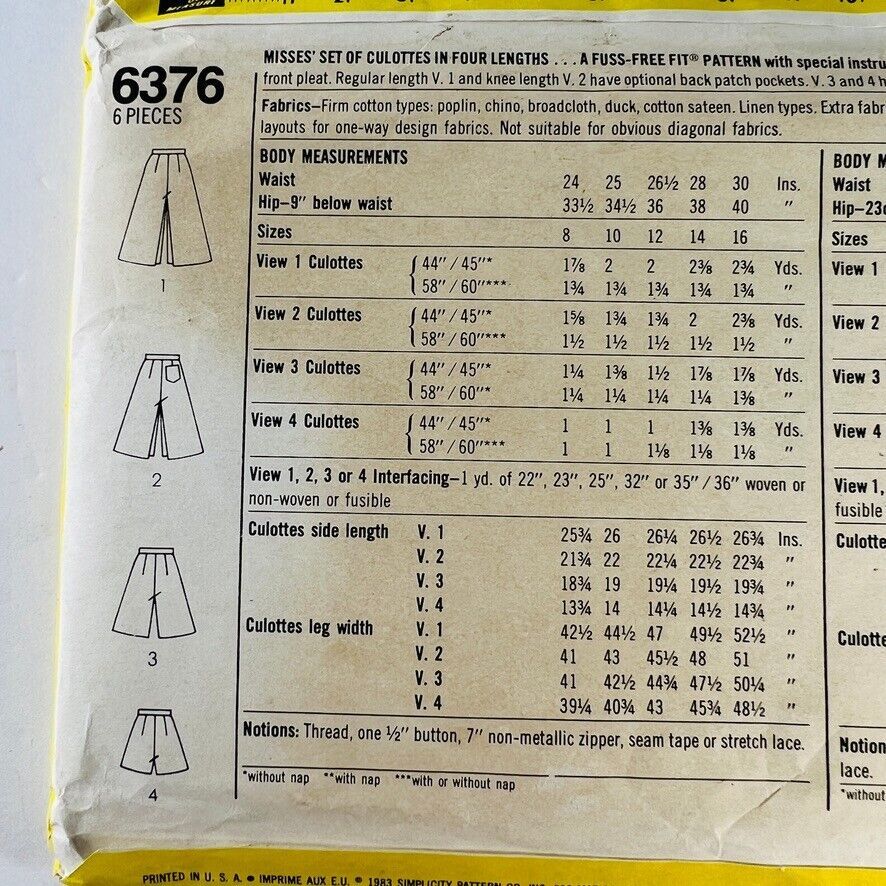 MEASURE
6376
6 PIECES
MISSES' SET OF CULOTTES IN FOUR LENGTHS . . . A FUSS-FREE FIT® PATTERN with special instru
front pleat. Regular length V. 1 and knee length V. 2 have optional back patch pockets. V. 3 and 4 h
Fabrics—Firm cotton types: poplin, chino, broadcloth, duck, cotton sateen. Linen types. Extra fabr
layouts for one-way design fabrics. Not suitable for obvious diagonal fabrics.
BODY MEASUREMENTS
Waist 24 25 26½ 28 30 Ins.
Hip—9" below waist 33½ 34½ 36 38 40 "
Sizes 8 10 12 14 16
View 1 Culottes 44"/45"* 1⅞ 2 2 2⅜ 2¾ Yds.
58"/60"*** 1¾ 1¾ 1¾ 1¾ 1¾ "
View 2 Culottes 44"/45"* 1⅝ 1¾ 1¾ 2 2⅜ Yds.
58"/60"*** 1½ 1½ 1½ 1½ 1½ "
View 3 Culottes 44"/45"* 1¼ 1⅜ 1½ 1⅞ 1⅞ Yds.
58"/60"* 1¼ 1¼ 1¼ 1¼ 1⅜ "
View 4 Culottes 44"/45"* 1 1 1 1⅜ 1⅜ Yds.
58"/60"*** 1 1 1⅛ 1⅛ 1⅛ "
View 1, 2, 3 or 4 Interfacing—1 yd. of 22", 23", 25", 32" or 35"/36" woven or
non-woven or fusible
Culottes side length V. 1 25¾ 26 26¼ 26½ 26¾ Ins.
V. 2 21¾ 22 22¼ 22½ 22¾ "
V. 3 18¾ 19 19¼ 19½ 19¾ "
V. 4 13¾ 14 14¼ 14½ 14¾ "
Culottes leg width V. 1 42½ 44½ 47 49½ 52½ "
V. 2 41 43 45½ 48 51 "
V. 3 41 42½ 44¾ 47½ 50¼ "
V. 4 39¼ 40¾ 43 45¾ 48½ "
Notions: Thread, one ½" button, 7" non-metallic zipper, seam tape or stretch lace.
*without nap **with nap ***with or without nap
1
2
3
4
BODY M
Waist
Hip—23c
Sizes
View 1
View 2
View 3
View 4
View 1,
fusible
Culotte
Culotte
Notion
lace.
*without
PRINTED IN U. S. A. ● IMPRIME AUX E.U. ® 1983 SIMPLICITY PATTERN CO. INC.